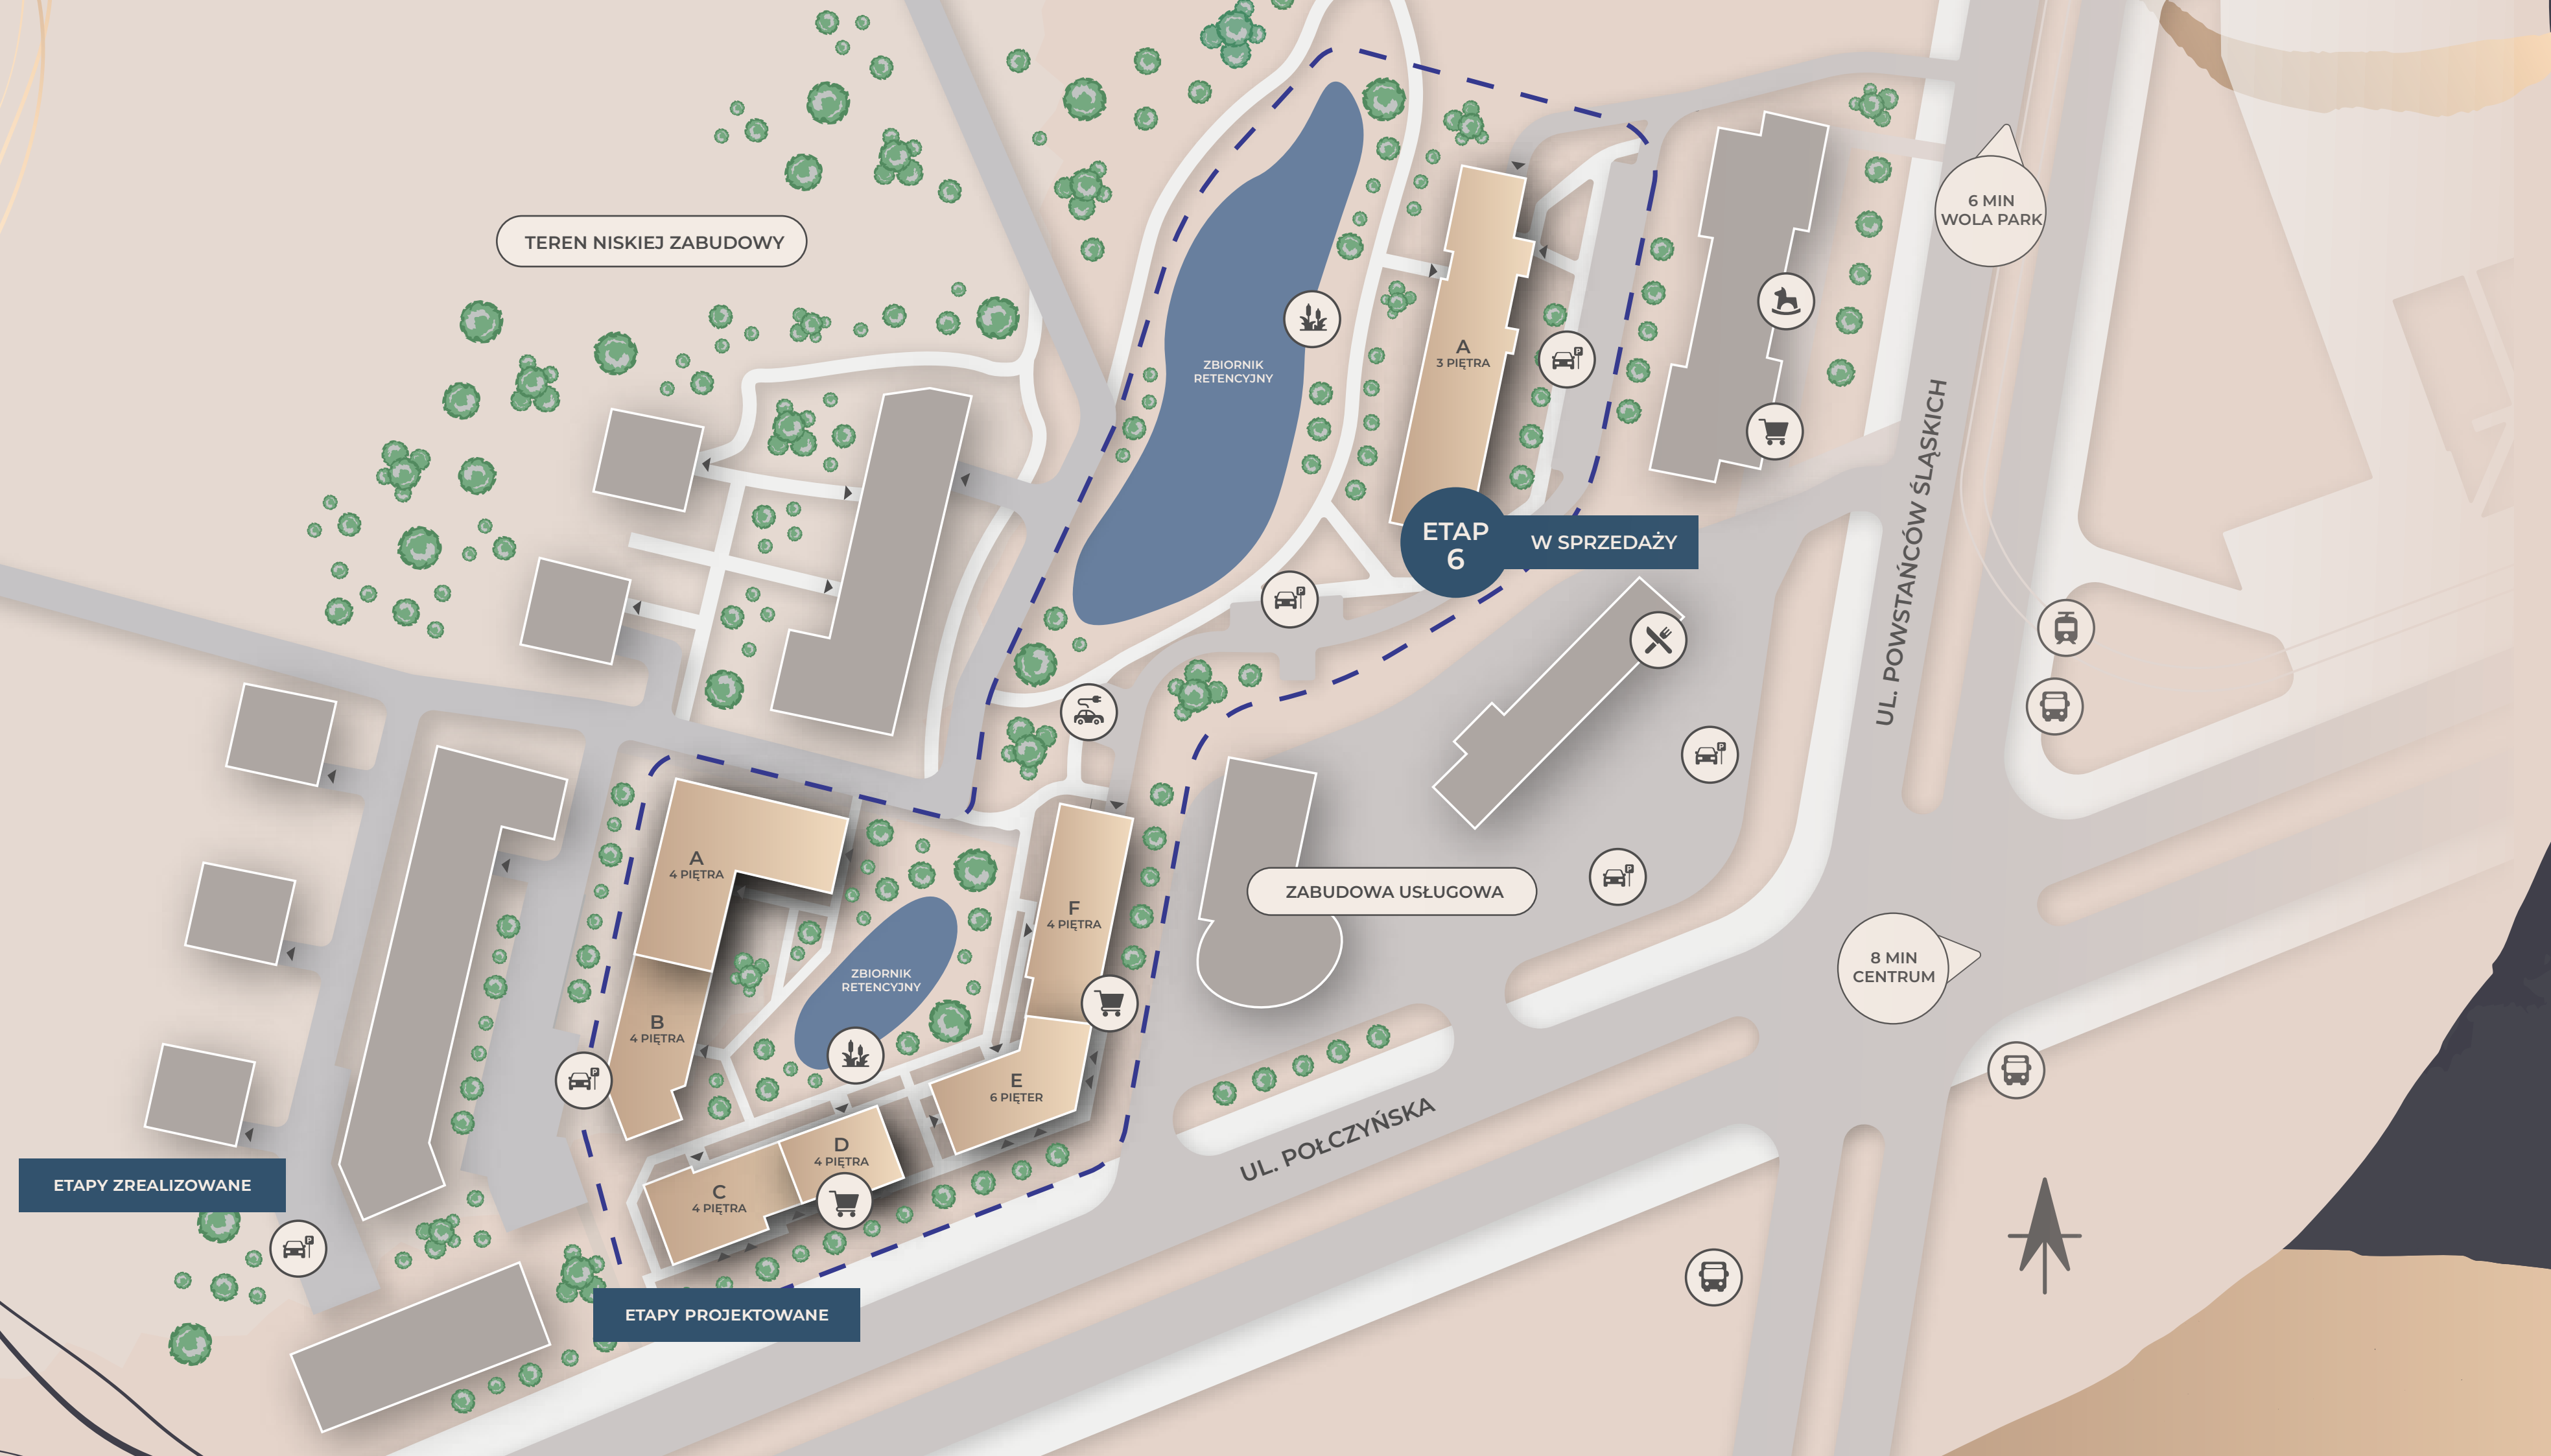 6 MIN
WOLA PARK
TEREN NISKIEJ ZABUDOWY
A
3 PIĘTRA
ZBIORNIK
RETENCYJNY
ETAP
6
W SPRZEDAŻY
UL. POWSTAŃCÓW ŚLĄSKICH
A
4 PIĘTRA
ZABUDOWA USŁUGOWA
F
4 PIĘTRA
8 MIN
CENTRUM
ZBIORNIK
RETENCYJNY
B
4 PIĘTRA
E
6 PIĘTER
UL. POŁCZYŃSKA
D
4 PIĘTRA
ETAPY ZREALIZOWANE
C
4 PIĘTRA
ETAPY PROJEKTOWANE
P
P
P
P
P
P